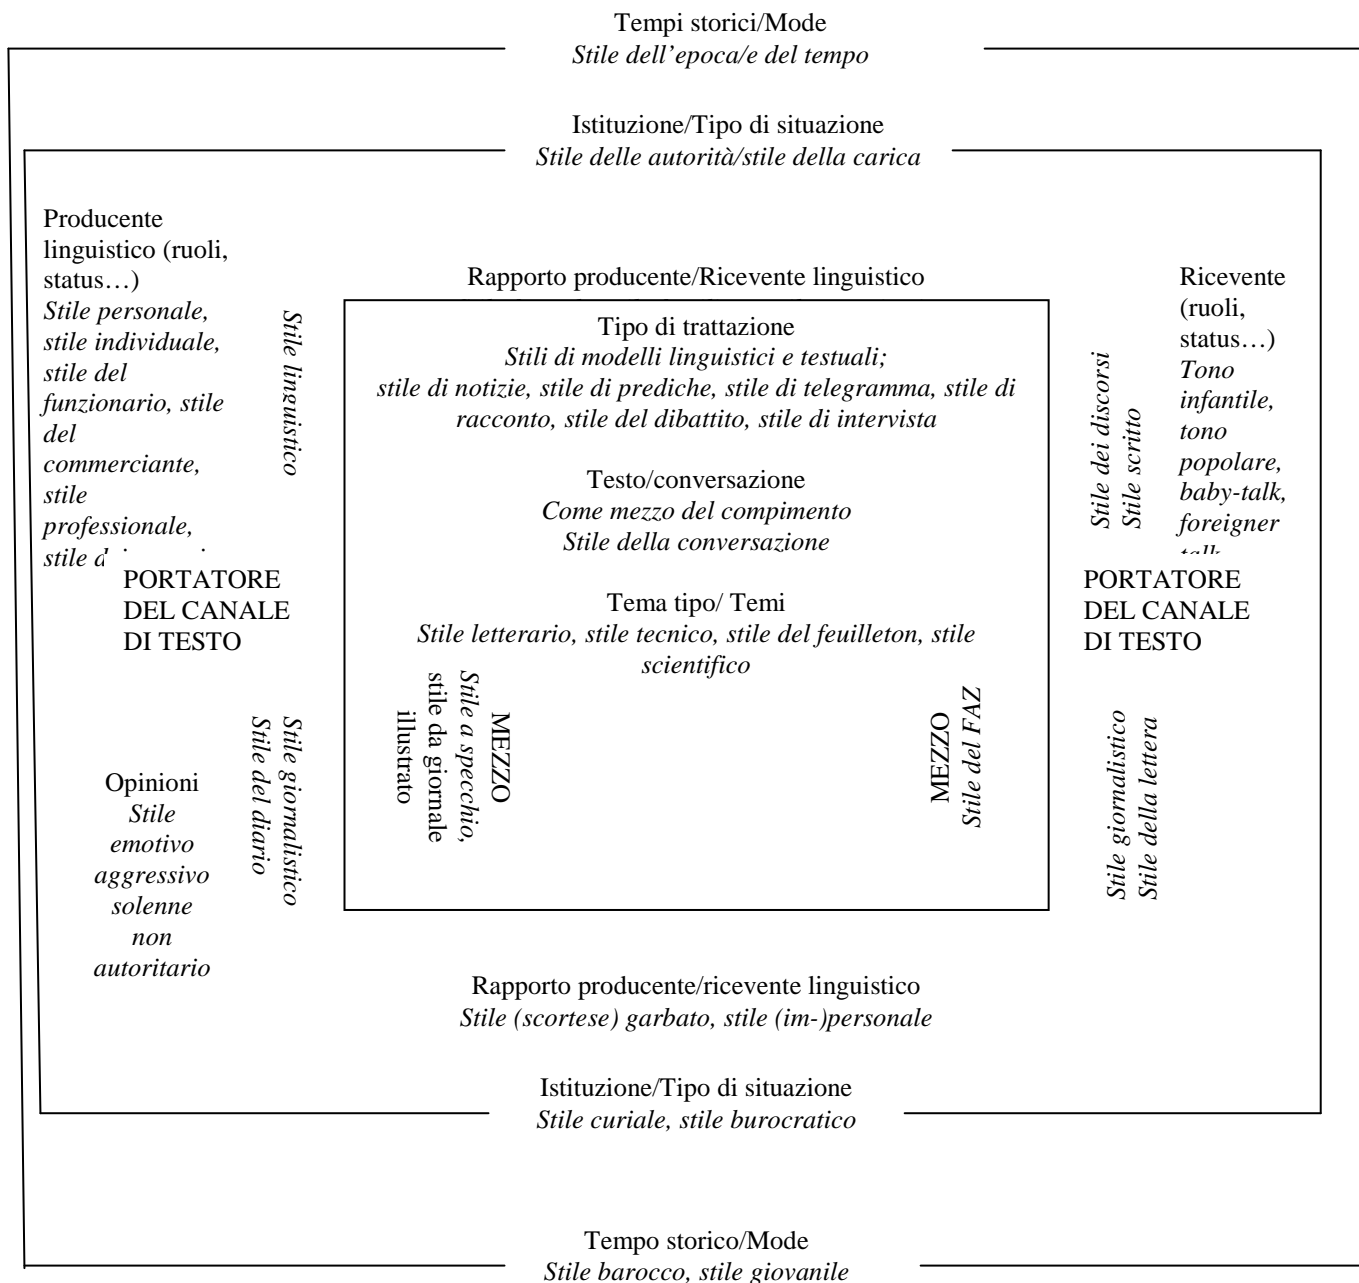 Tempi storici/Mode
Stile dell'epoca/e del tempo
Istituzione/Tipo di situazione
Stile delle autorità/stile della carica
Producente
linguistico (ruoli,
status…)
Stile personale,
stile individuale,
stile del
funzionario, stile
del
commerciante,
stile
professionale,
stile
Stile linguistico
PORTATORE
DEL CANALE
DI TESTO
Opinioni
Stile
emotivo
aggressivo
solenne
non
autoritario
Stile giornalistico
Stile del diario
Rapporto producente/Ricevente linguistico
Tipo di trattazione
Stili di modelli linguistici e testuali;
stile di notizie, stile di prediche, stile di telegramma, stile di
racconto, stile del dibattito, stile di intervista
Testo/conversazione
Come mezzo del compimento
Stile della conversazione
Tema tipo/ Temi
Stile letterario, stile tecnico, stile del feuilleton, stile
scientifico
MEZZO
Stile a specchio,
stile da giornale
illustrato
MEZZO
Stile del FAZ
Stile dei discorsi
Stile scritto
Ricevente
(ruoli,
status…)
Tono
infantile,
tono
popolare,
baby-talk,
foreigner
talk
PORTATORE
DEL CANALE
DI TESTO
Stile giornalistico
Stile della lettera
Rapporto producente/ricevente linguistico
Stile (scortese) garbato, stile (im-)personale
Istituzione/Tipo di situazione
Stile curiale, stile burocratico
Tempo storico/Mode
Stile barocco, stile giovanile